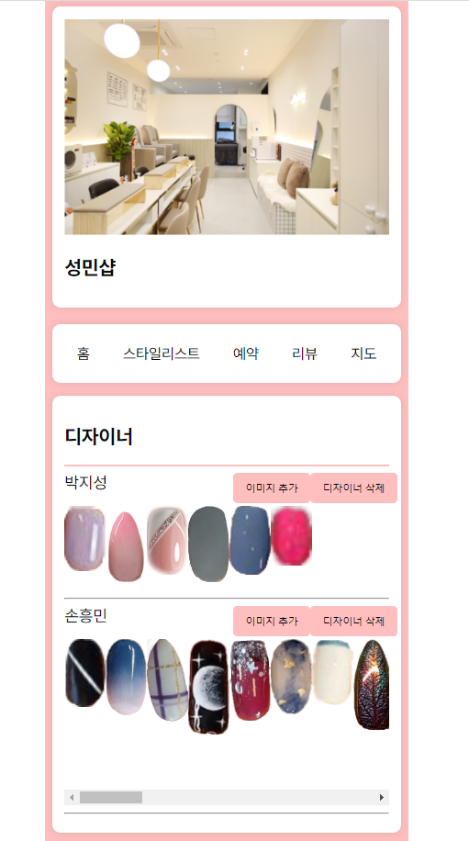 성민샵
홈 스타일리스트 예약 리뷰 지도
디자이너
박지성
이미지 추가 디자이너 삭제
손흥민
이미지 추가 디자이너 삭제